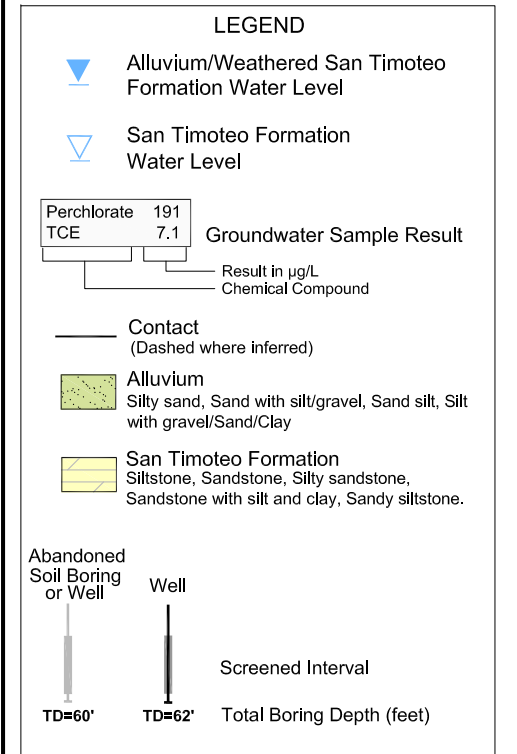 LEGEND
Alluvium/Weathered San Timoteo
Formation Water Level
San Timoteo Formation
Water Level
Perchlorate 191
TCE 7.1
Groundwater Sample Result
Result in µg/L
Chemical Compound
Contact
(Dashed where inferred)
Alluvium
Silty sand, Sand with silt/gravel, Sand silt, Silt
with gravel/Sand/Clay
San Timoteo Formation
Siltstone, Sandstone, Silty sandstone,
Sandstone with silt and clay, Sandy siltstone.
Abandoned
Soil Boring
or Well
Well
Screened Interval
TD=60' TD=62' Total Boring Depth (feet)